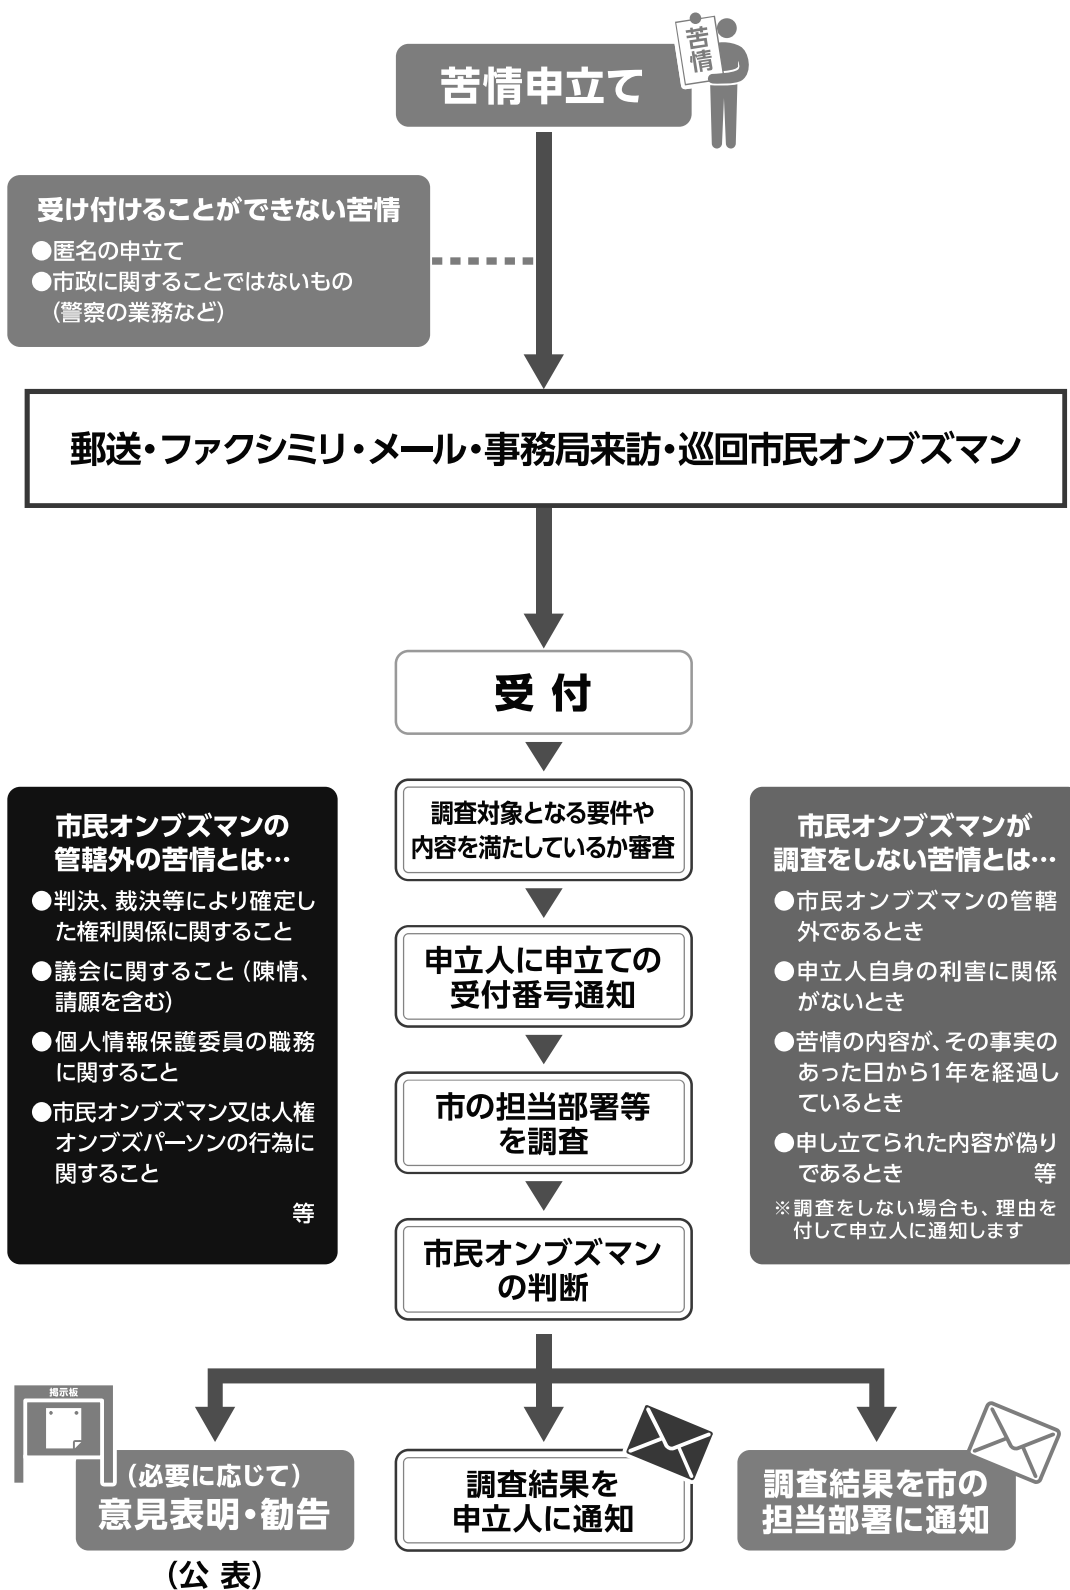 苦情申立て
苦情
受け付けることができない苦情
●匿名の申立て
●市政に関することではないもの
（警察の業務など）
郵送・ファクシミリ・メール・事務局来訪・巡回市民オンブズマン
受 付
調査対象となる要件や
内容を満たしているか審査
申立人に申立ての
受付番号通知
市の担当部署等
を調査
市民オンブズマン
の判断
市民オンブズマンの
管轄外の苦情とは…
●判決、裁決等により確定し
た権利関係に関すること
●議会に関すること（陳情、
請願を含む）
●個人情報保護委員の職務
に関すること
●市民オンブズマン又は人権
オンブズパーソンの行為に
関すること
等
市民オンブズマンが
調査をしない苦情とは…
●市民オンブズマンの管轄
外であるとき
●申立人自身の利害に関係
がないとき
●苦情の内容が、その事実の
あった日から1年を経過し
ているとき
●申し立てられた内容が偽り
であるとき 等
※調査をしない場合も、理由を
付して申立人に通知します
掲示板
（必要に応じて）
意見表明・勧告
（公 表）
調査結果を
申立人に通知
調査結果を市の
担当部署に通知